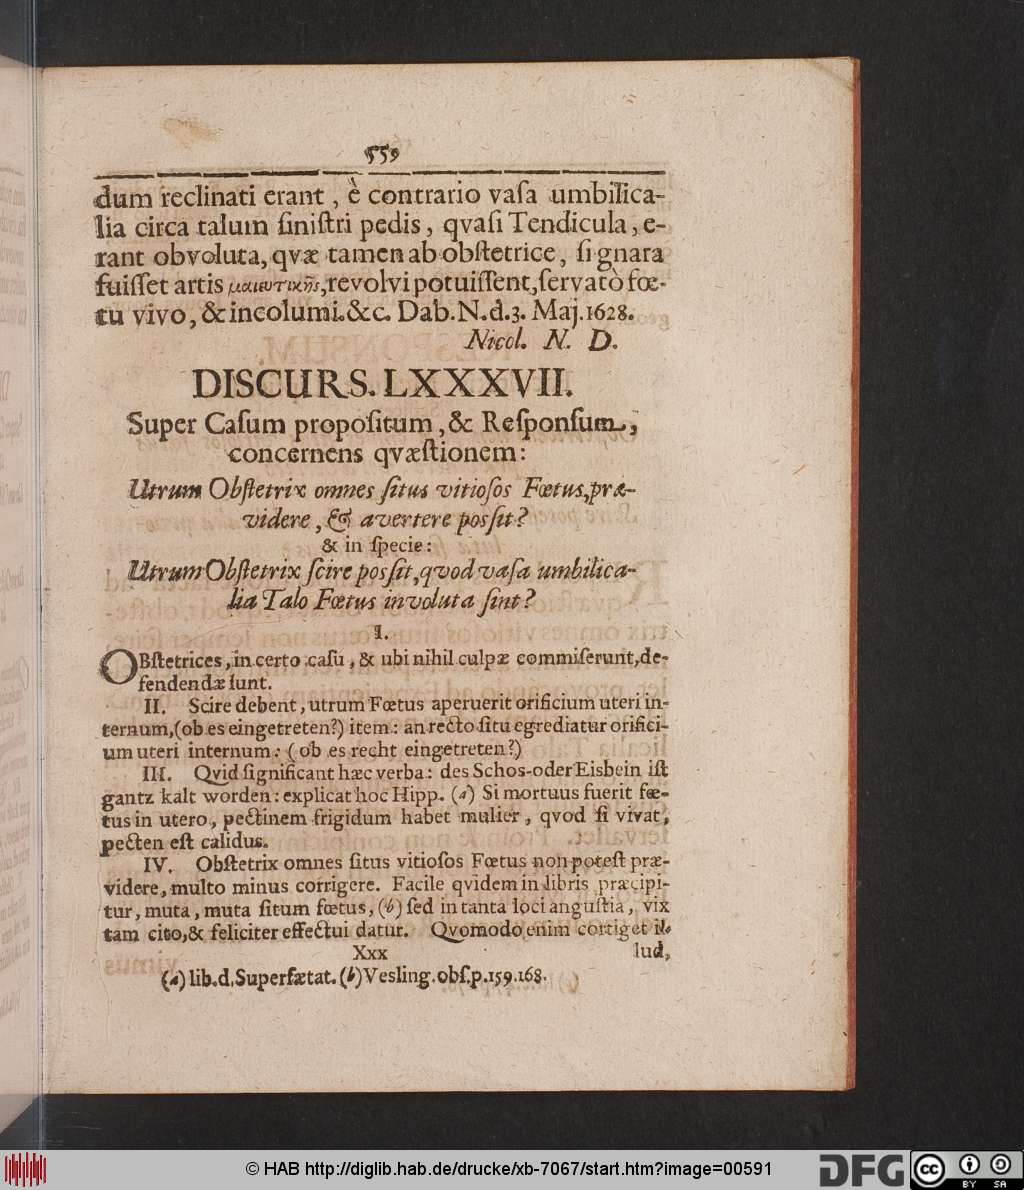 559
dum reclinati erant, è contrario vaſa umbilica-
lia circa talum ſiniſtri pedis, qvaſi Tendicula, e-
rant obvoluta, qvæ tamen ab obſtetrice, ſi gnara
fuiſſet artis μαιευτικῆς, revolvi potuiſſent, ſervatò fœ-
tu vivo, & incolumi. &c. Dab. N. d. 3. Maj. 1628.
Nicol. N. D.
DISCURS. LXXXVII.
Super Caſum propoſitum, & Reſponſum,
concernens qvæſtionem:
Utrum Obſtetrix omnes ſitus vitioſos Fœtus, præ-
videre, & avertere posſit?
& in ſpecie:
Utrum Obſtetrix ſcire posſit, quod vaſa umbilica-
lia Talo Fœtus involuta ſint?
I.
OBſtetrices, in certo caſu, & ubi nihil culpæ commiſerunt, de-
fendendæ ſunt.
II. Scire debent, utrum Fœtus aperuerit orificium uteri in-
ternum, (ob es eingetreten?) item: an recto ſitu egrediatur orifici-
um uteri internum: (ob es recht eingetreten?)
III. Qvid ſignificant hæc verba: des Schos-oder Eisbein iſt
gantz kalt worden: explicat hoc Hipp. (a) Si mortuus fuerit fœ-
tus in utero, pectinem frigidum habet mulier, qvod ſi vivat,
pecten eſt calidus.
IV. Obſtetrix omnes ſitus vitioſos Fœtus non poteſt præ-
videre, multo minus corrigere. Facile qvidem in libris præcipi-
tur, muta, muta ſitum fœtus, (b) ſed in tanta loci anguſtia, vix
tam cito, & feliciter effectui datur. Qvomodo enim cortiget il-
Xxx lud,
(a) lib. d. Superfætat. (b) Vesling. obſ. p. 159. 168.
© HAB http://diglib.hab.de/drucke/xb-7067/start.htm?image=00591
DFG
cc BY SA